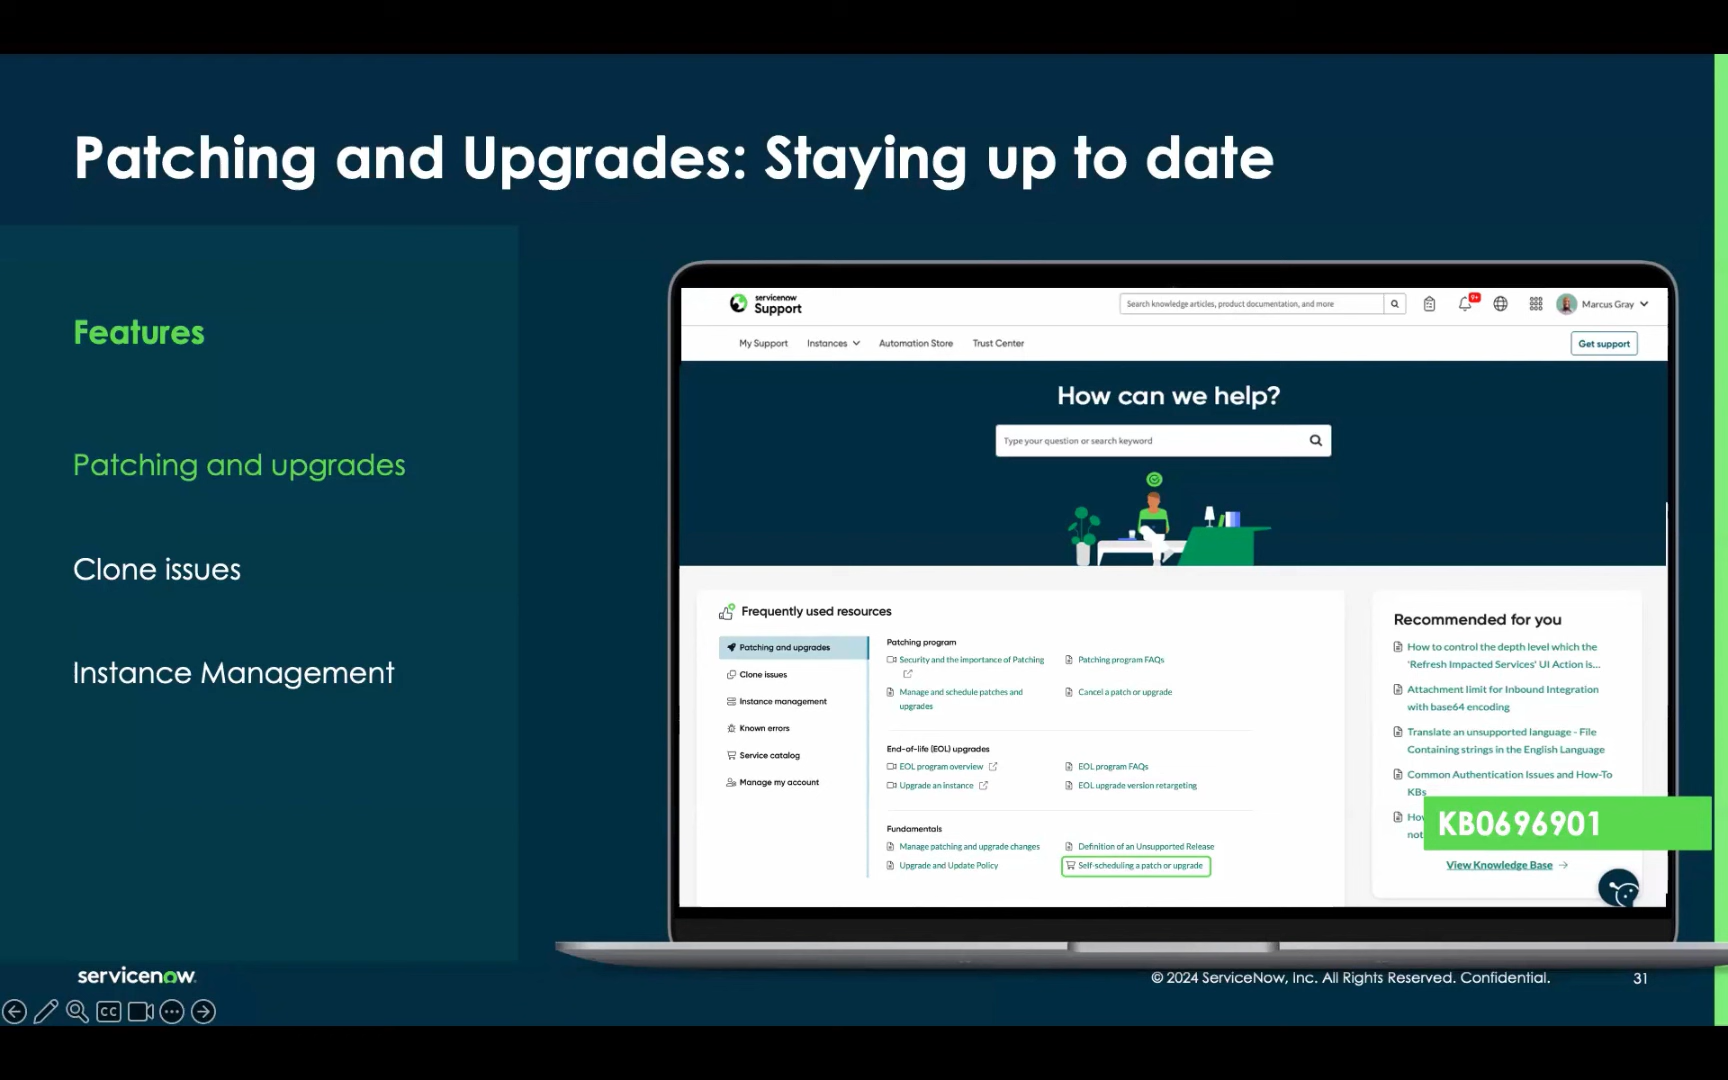 Patching and Upgrades: Staying up to date
Features
Patching and upgrades
Clone issues
Instance Management
servicenow
Support
Search knowledge articles, product documentation, and more
9+
Marcus Gray
My Support
Instances
Automation Store
Trust Center
Get support
How can we help?
Type your question or search keyword
Frequently used resources
Patching and upgrades
Clone issues
Instance management
Known errors
Service catalog
Manage my account
Patching program
Security and the importance of Patching
Patching program FAQs
Manage and schedule patches and
upgrades
Cancel a patch or upgrade
End-of-life (EOL) upgrades
EOL program overview
EOL program FAQs
Upgrade an instance
EOL upgrade version retargeting
Fundamentals
Manage patching and upgrade changes
Definition of an Unsupported Release
Upgrade and Update Policy
Self-scheduling a patch or upgrade
Recommended for you
How to control the depth level which the
'Refresh Impacted Services' UI Action is...
Attachment limit for Inbound Integration
with base64 encoding
Translate an unsupported language - File
Containing strings in the English Language
Common Authentication Issues and How-To
KBs
KB0696901
View Knowledge Base
servicenow.
© 2024 ServiceNow, Inc. All Rights Reserved. Confidential.
31
CC